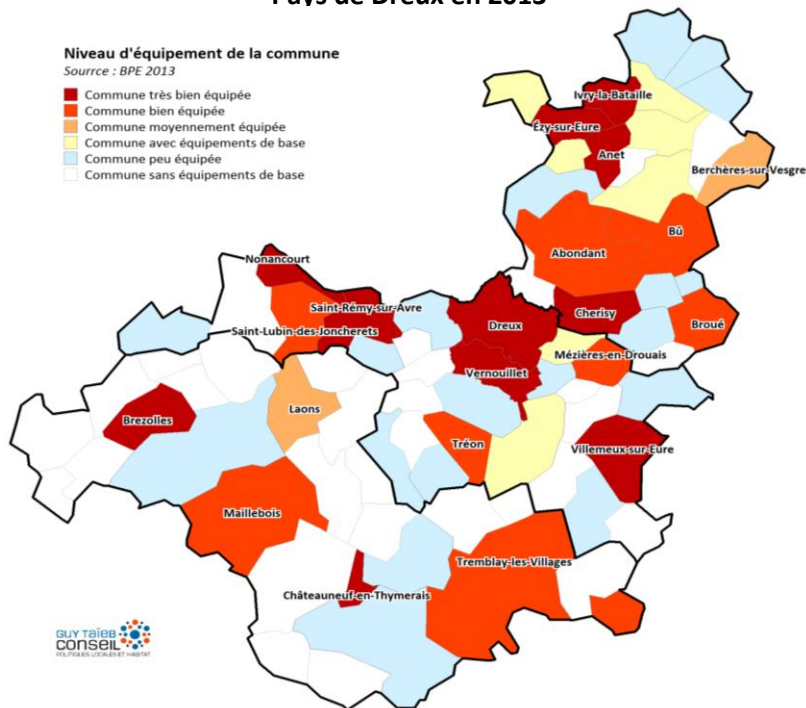 Pays de Dreux en 2013
Niveau d'équipement de la commune
Sourrce : BPE 2013
Commune très bien équipée
Commune bien équipée
Commune moyennement équipée
Commune avec équipements de base
Commune peu équipée
Commune sans équipements de base
Ivry-la-Bataille
Ézy-sur-Eure
Anet
Berchères-sur-Vesgre
Bû
Abondant
Nonancourt
Saint-Rémy-sur-Avre
Cherisy
Dreux
Broué
Saint-Lubin-des-Joncherets
Mézières-en-Drouais
Vernouillet
Laons
Brezolles
Tréon
Villemeux-sur-Eure
Maillebois
Tremblay-les-Villages
Châteauneuf-en-Thymerais
GUY TAÏEB
CONSEIL
POLITIQUES LOCALES ET HABITAT